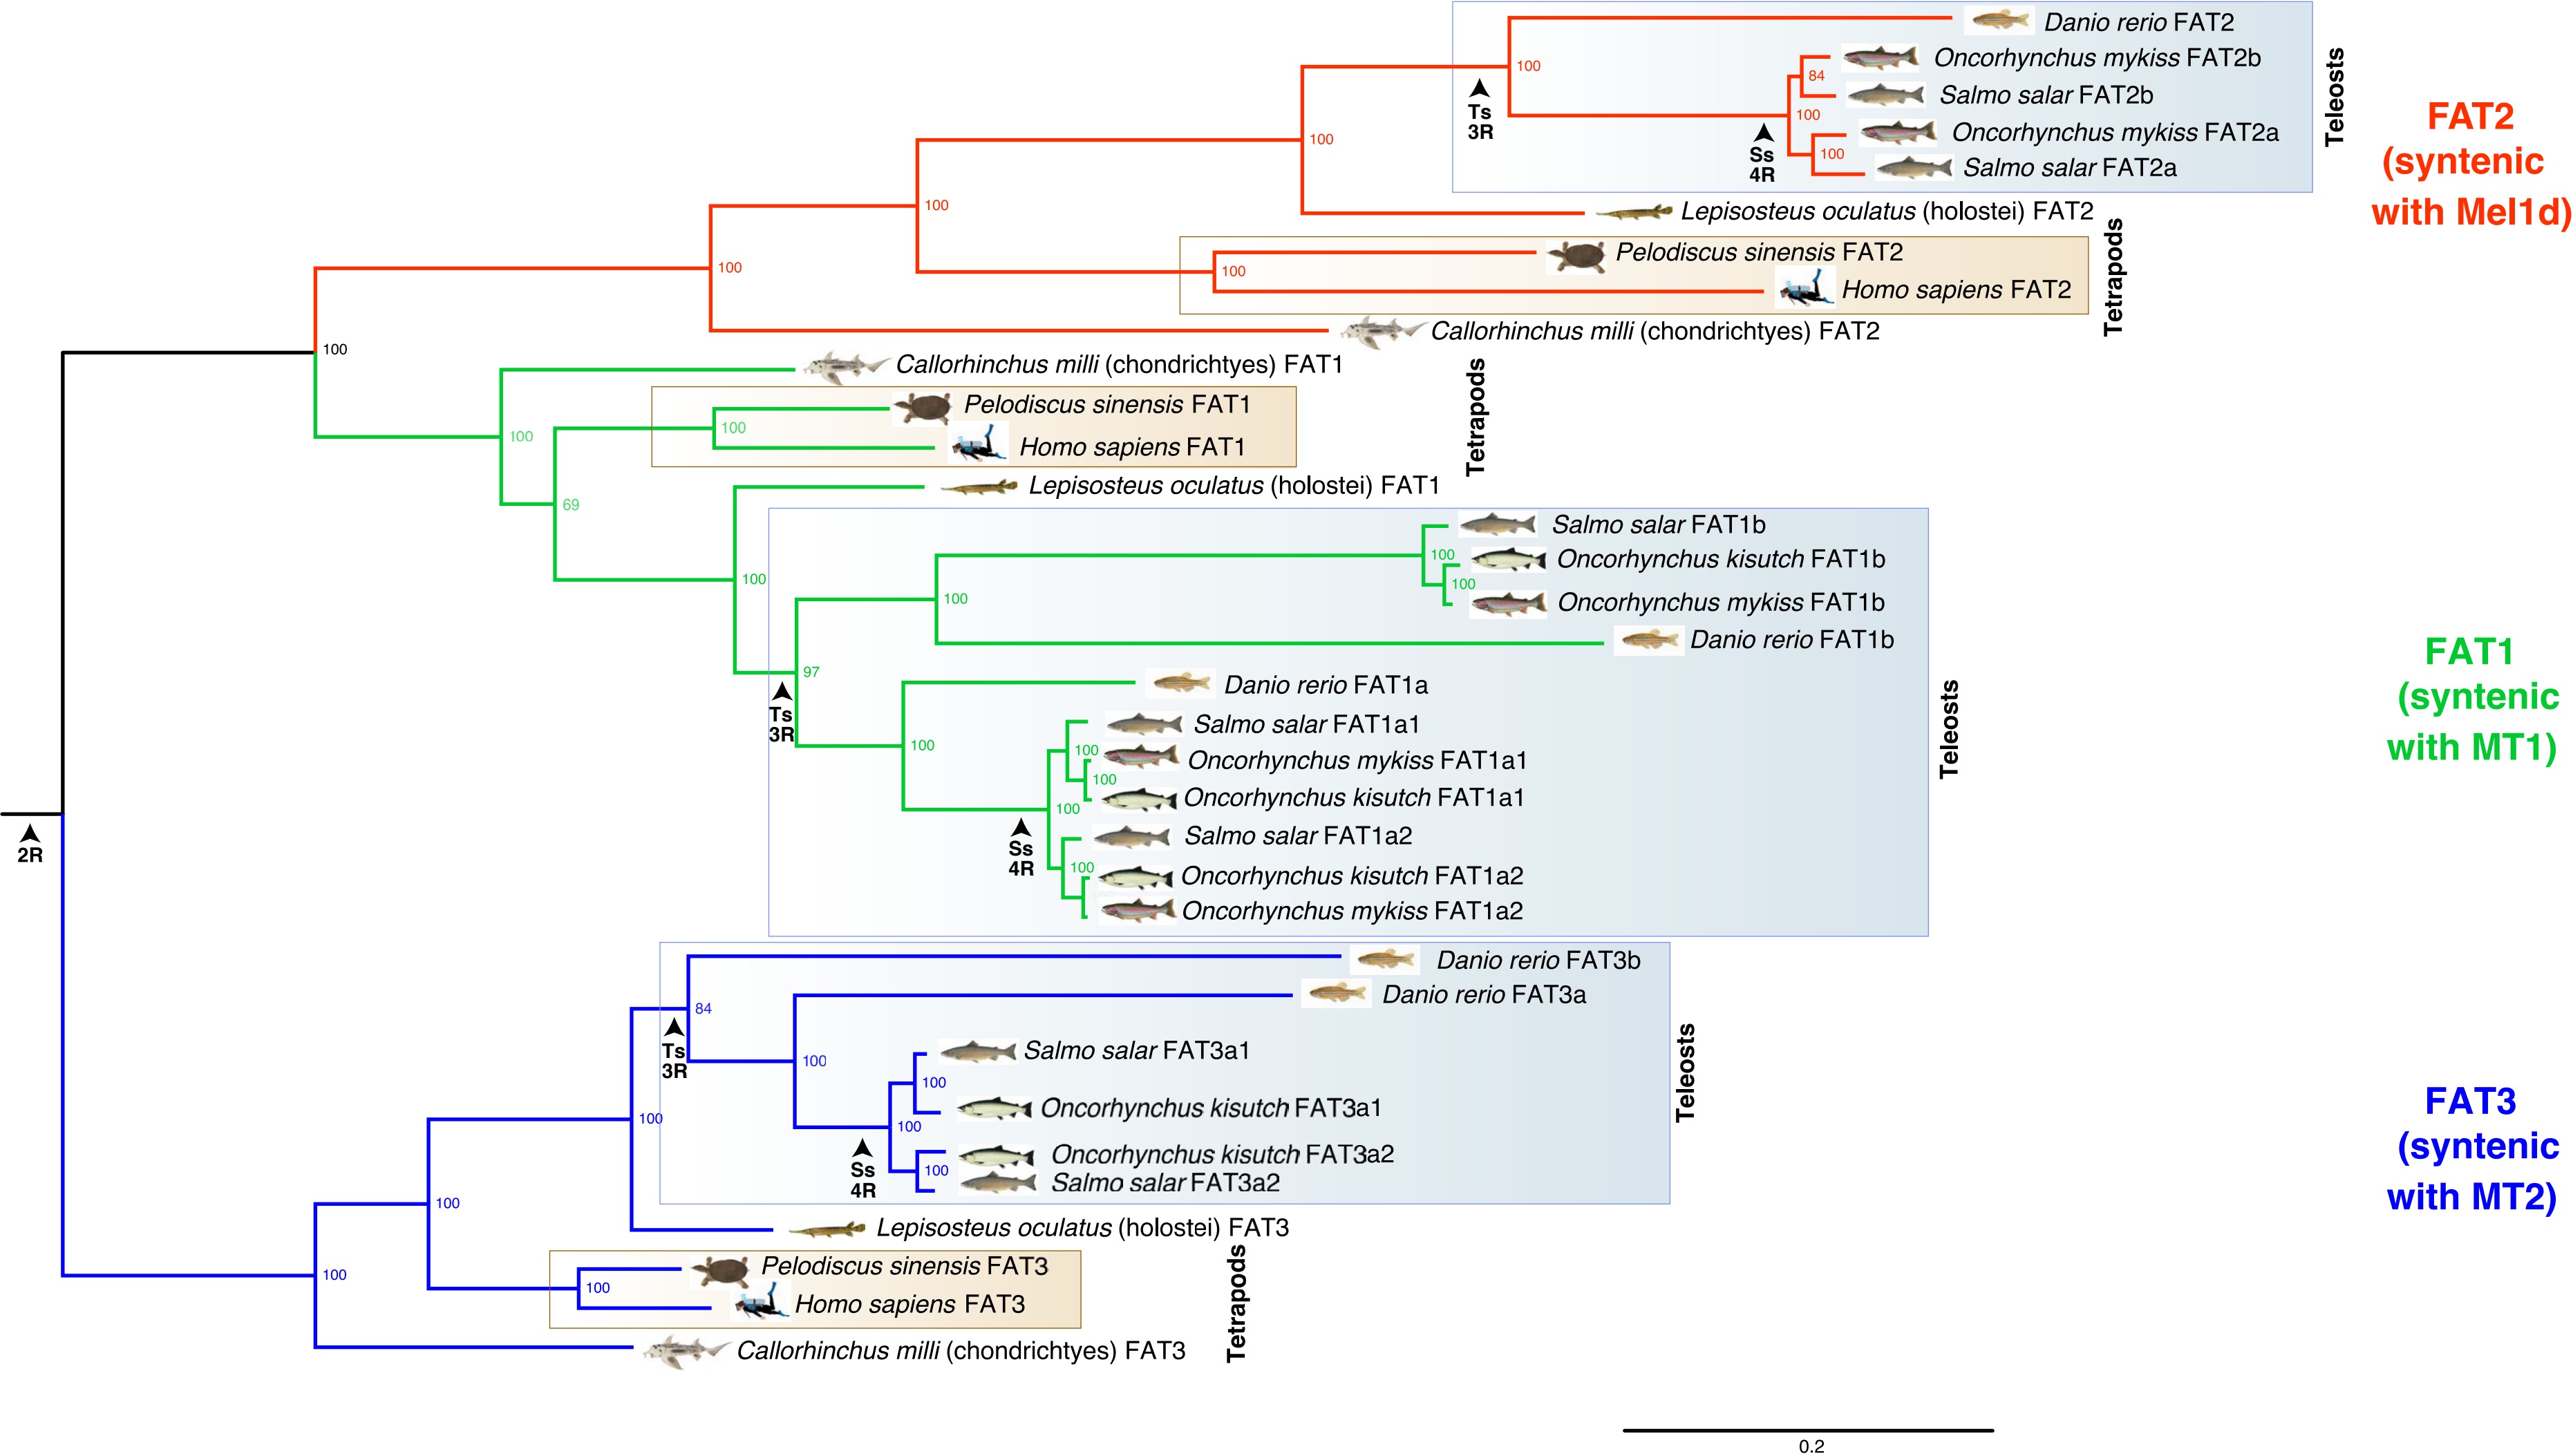 Danio rerio FAT2
100
Oncorhynchus mykiss FAT2b
84
Salmo salar FAT2b
Ts
3R
100
Oncorhynchus mykiss FAT2a
100
Ss
4R
100
Salmo salar FAT2a
Teleosts
FAT2
(syntenic
with Mel1d)
100
Lepisosteus oculatus (holostei) FAT2
Pelodiscus sinensis FAT2
100
Homo sapiens FAT2
Tetrapods
100
Callorhinchus milli (chondrichtyes) FAT2
100
Callorhinchus milli (chondrichtyes) FAT1
Pelodiscus sinensis FAT1
100
100
Homo sapiens FAT1
Tetrapods
Lepisosteus oculatus (holostei) FAT1
69
Salmo salar FAT1b
100
Oncorhynchus kisutch FAT1b
100
100
Oncorhynchus mykiss FAT1b
100
Danio rerio FAT1b
97
Ts
3R
Danio rerio FAT1a
Salmo salar FAT1a1
100
100
Oncorhynchus mykiss FAT1a1
100
Oncorhynchus kisutch FAT1a1
100
Ss
4R
Salmo salar FAT1a2
100
Oncorhynchus kisutch FAT1a2
Oncorhynchus mykiss FAT1a2
Teleosts
FAT1
(syntenic
with MT1)
2R
Danio rerio FAT3b
Danio rerio FAT3a
84
Ts
3R
Salmo salar FAT3a1
100
100
Oncorhynchus kisutch FAT3a1
100
100
Ss
4R
Oncorhynchus kisutch FAT3a2
100
Salmo salar FAT3a2
Teleosts
FAT3
(syntenic
with MT2)
100
Lepisosteus oculatus (holostei) FAT3
Pelodiscus sinensis FAT3
100
100
Homo sapiens FAT3
Tetrapods
Callorhinchus milli (chondrichtyes) FAT3
0.2